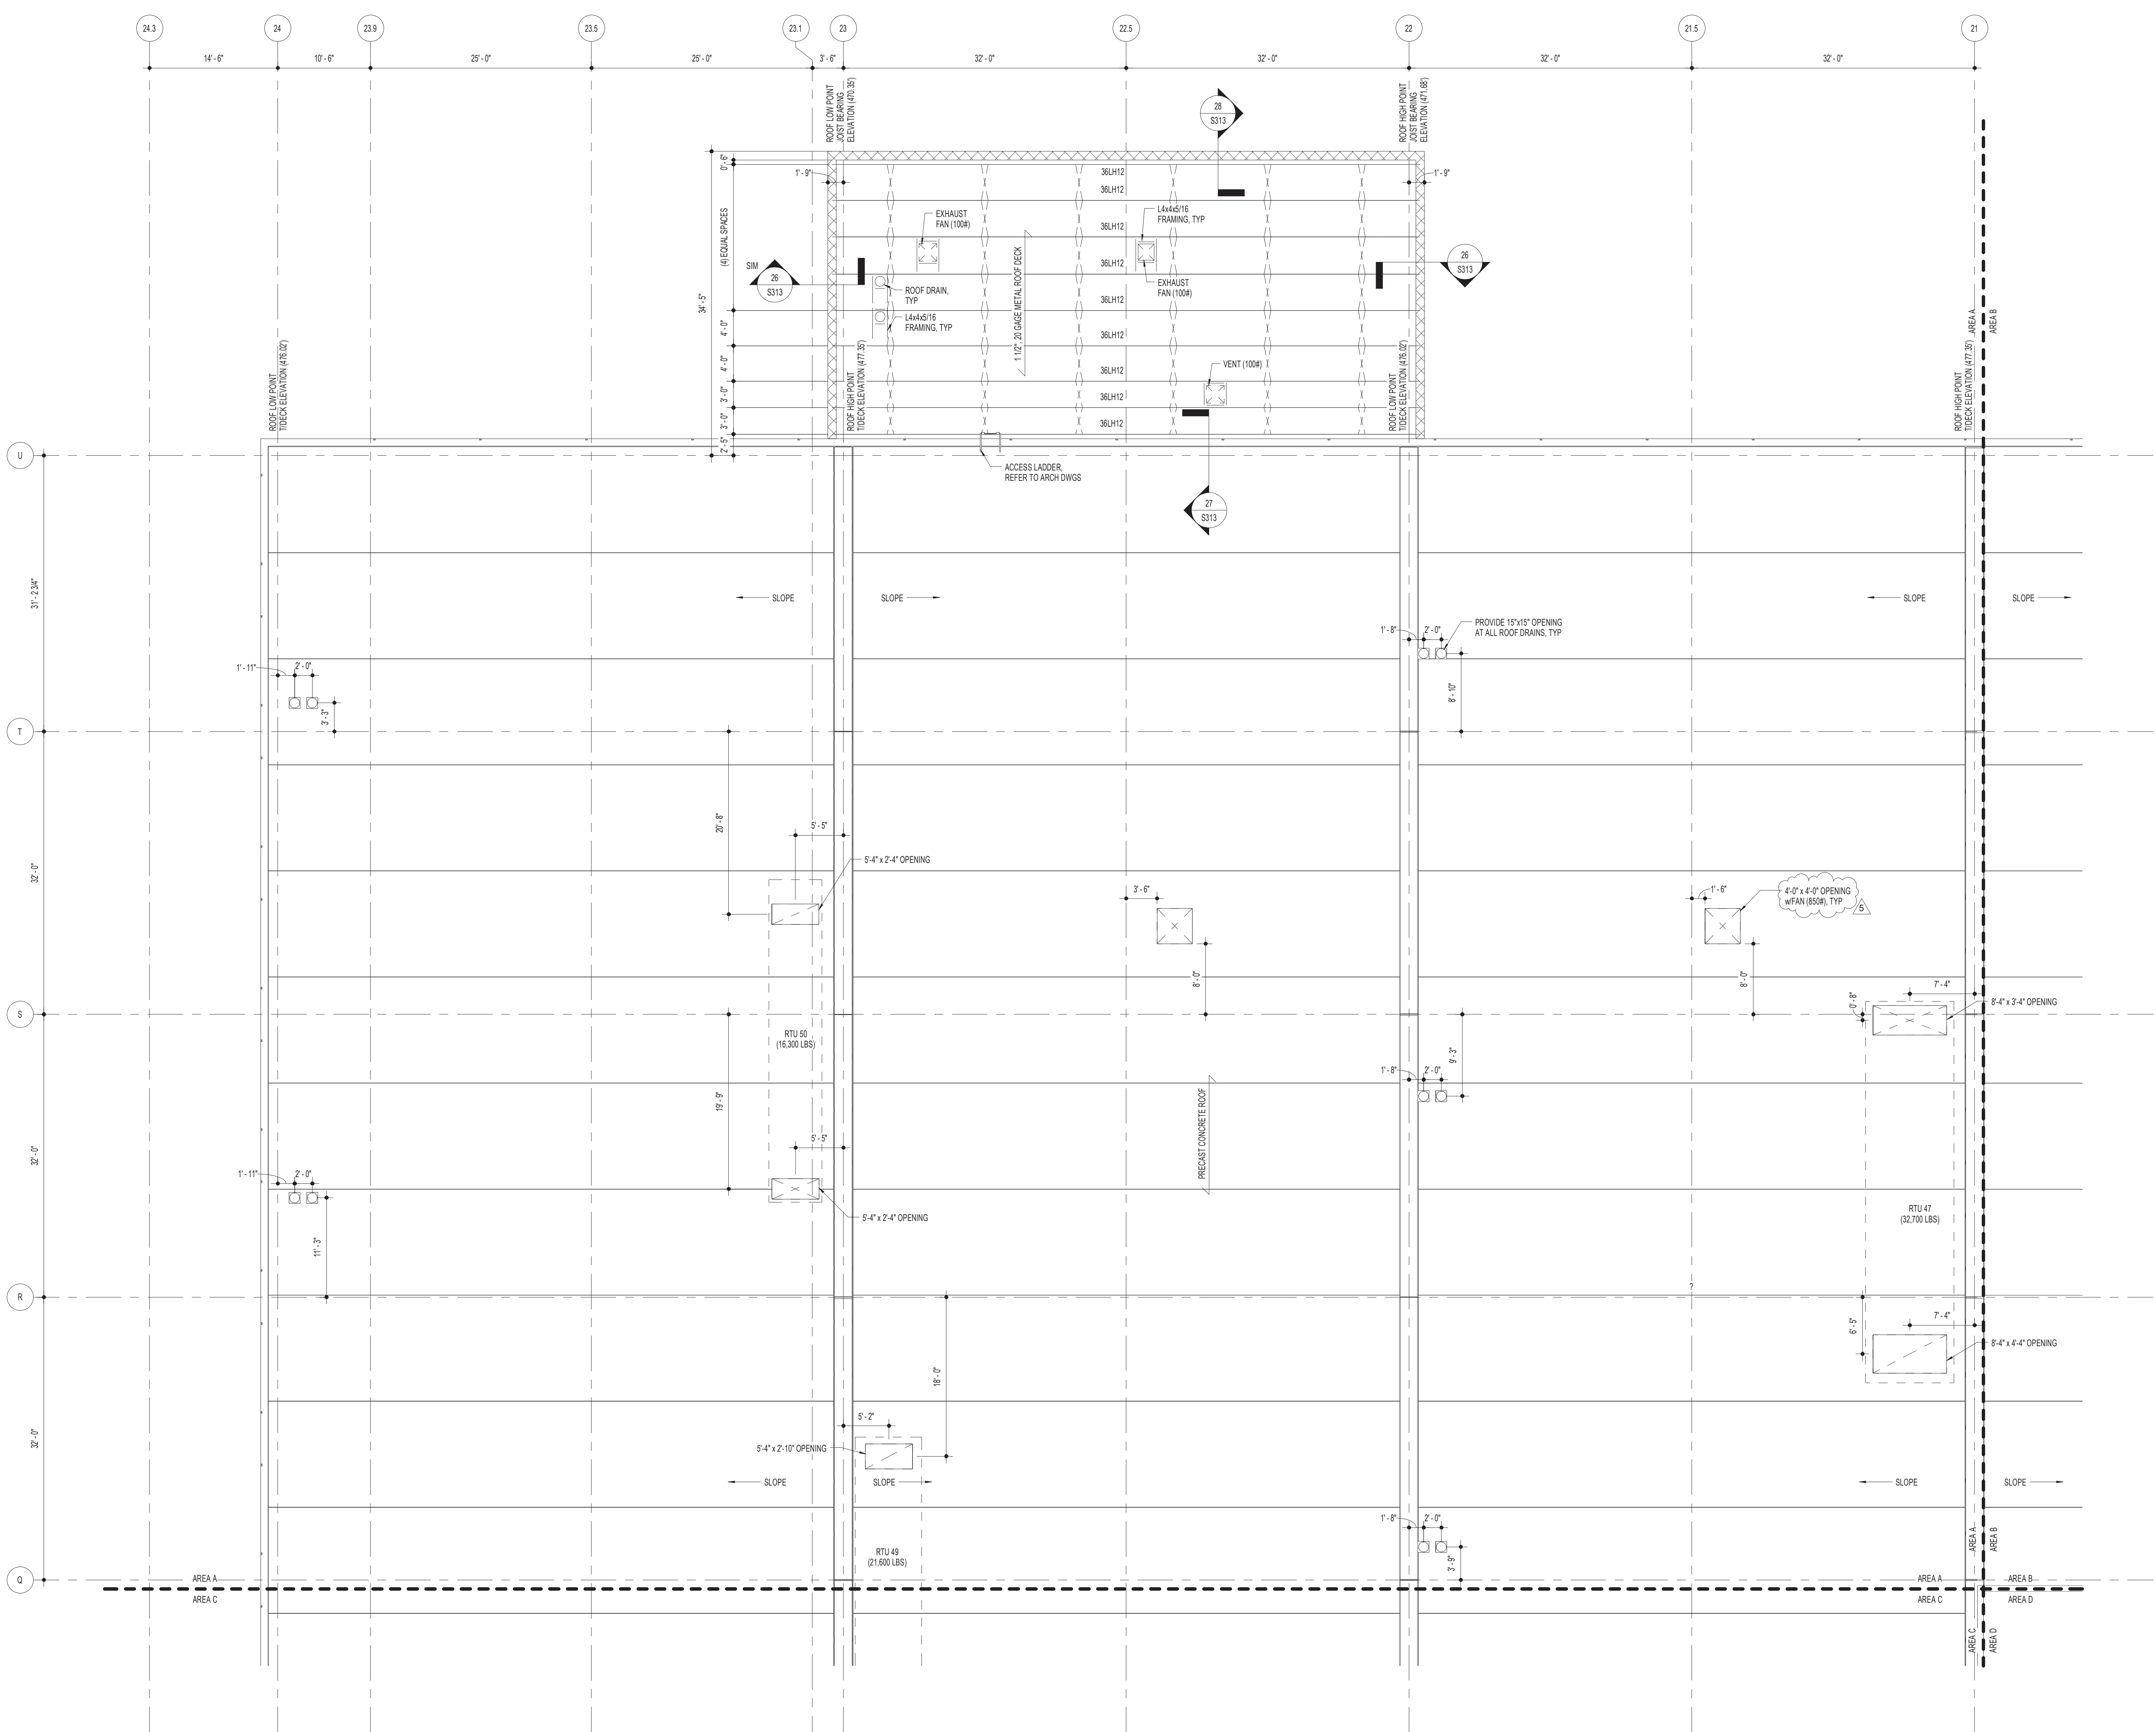 24.3
24
23.9
23.5
23.1
23
22.5
22
21.5
21
14' - 6"
10' - 6"
25' - 0"
25' - 0"
3' - 6"
32' - 0"
32' - 0"
32' - 0"
32' - 0"
ROOF LOW POINT
JOIST BEARING
ELEVATION (470.35')
ROOF HIGH POINT
JOIST BEARING
ELEVATION (471.68')
28
S313
0' - 6"
1' - 9"
1' - 9"
36LH12
36LH12
36LH12
36LH12
36LH12
36LH12
36LH12
36LH12
36LH12
EXHAUST
FAN (100#)
L4x4x5/16
FRAMING, TYP
(4) EQUAL SPACES
34' - 5"
SIM
26
S313
26
S313
ROOF DRAIN,
TYP
L4x4x5/16
FRAMING, TYP
EXHAUST
FAN (100#)
1 1/2", 20 GAGE METAL ROOF DECK
4' - 0"
4' - 0"
3' - 0"
3' - 0"
2' - 5"
VENT (100#)
AREA A
AREA B
ROOF LOW POINT
T/DECK ELEVATION (476.02')
ROOF HIGH POINT
T/DECK ELEVATION (477.35')
ROOF LOW POINT
T/DECK ELEVATION (476.02')
ROOF HIGH POINT
T/DECK ELEVATION (477.35')
U
ACCESS LADDER,
REFER TO ARCH DWGS
27
S313
31' - 2 3/4"
SLOPE
SLOPE
SLOPE
SLOPE
1' - 8"
2' - 0"
PROVIDE 15"x15" OPENING
AT ALL ROOF DRAINS, TYP
1' - 11"
2' - 0"
3' - 3"
8' - 10"
T
20' - 8"
5' - 5"
5'-4" x 2'-4" OPENING
32' - 0"
3' - 6"
1' - 6"
4'-0" x 4'-0" OPENING
w/FAN (850#), TYP
5
8' - 0"
8' - 0"
7' - 4"
0' - 8"
8'-4" x 3'-4" OPENING
S
RTU 50
(16,300 LBS)
9' - 3"
1' - 8"
2' - 0"
19' - 9"
PRECAST CONCRETE ROOF
5' - 5"
32' - 0"
1' - 11"
2' - 0"
5'-4" x 2'-4" OPENING
11' - 3"
RTU 47
(32,700 LBS)
?
R
7' - 4"
6' - 5"
8'-4" x 4'-4" OPENING
18' - 0"
5' - 2"
32' - 0"
5'-4" x 2'-10" OPENING
SLOPE
SLOPE
SLOPE
SLOPE
1' - 8"
2' - 0"
RTU 49
(21,600 LBS)
3' - 9"
AREA A
AREA B
Q
AREA A
AREA C
AREA A
AREA C
AREA B
AREA D
AREA C
AREA D